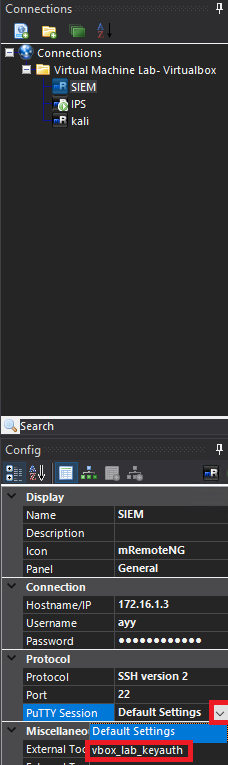 Connections
Connections
Virtual Machine Lab- Virtualbox
SIEM
IPS
kali
Search
Config
Display
Name SIEM
Description
Icon mRemoteNG
Panel General
Connection
Hostname/IP 172.16.1.3
Username ayy
Password ●●●●●●●●●●●●
Protocol
Protocol SSH version 2
Port 22
PuTTY Session Default Settings
Miscellaneo Default Settings
External Too vbox_lab_keyauth